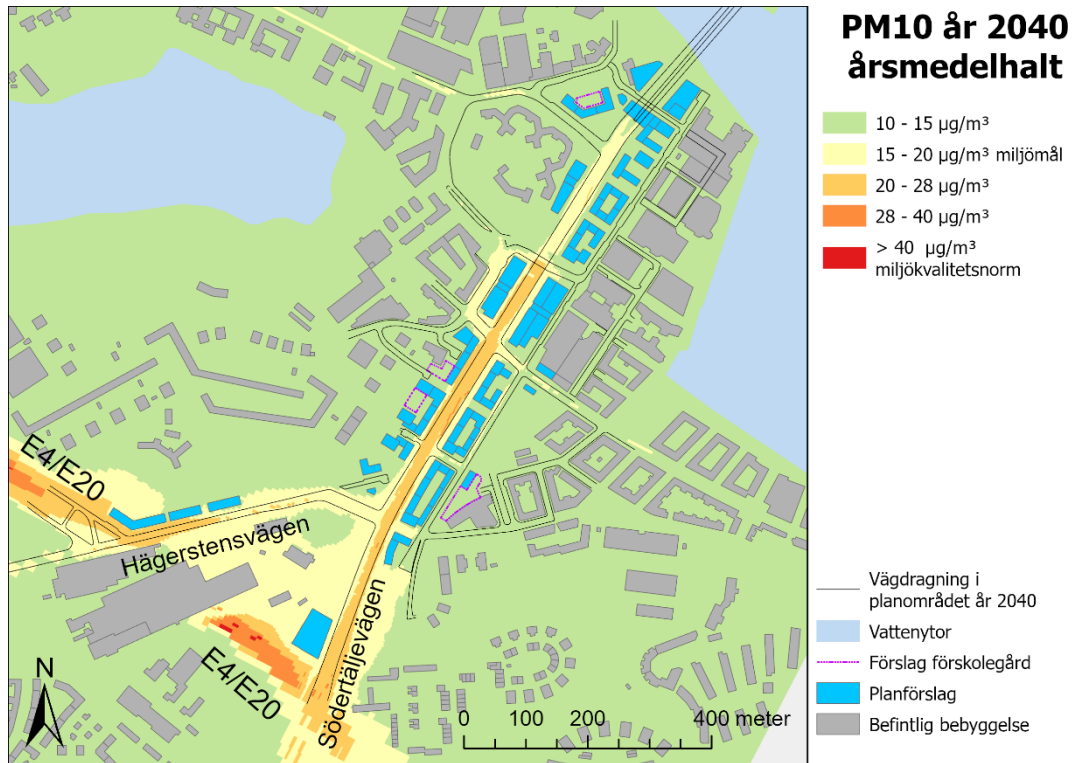 PM10 år 2040
årsmedelhalt
10 - 15 µg/m³
15 - 20 µg/m³ miljömål
20 - 28 µg/m³
28 - 40 µg/m³
> 40 µg/m³
miljökvalitetsnorm
E4/E20
Hägerstensvägen
E4/E20
Södertäljevägen
N
0 100 200 400 meter
Vägdragning i
planområdet år 2040
Vattenytor
Förslag förskolegård
Planförslag
Befintlig bebyggelse